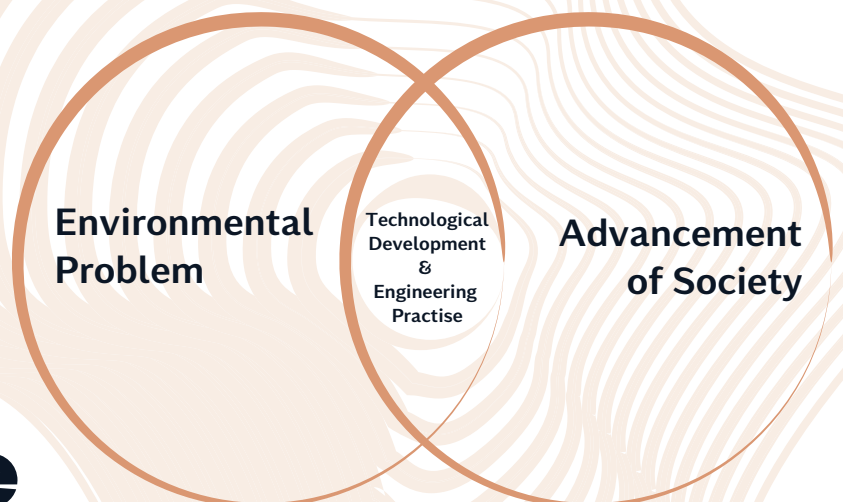 Environmental
Problem
Technological
Development
&
Engineering
Practise
Advancement
of Society